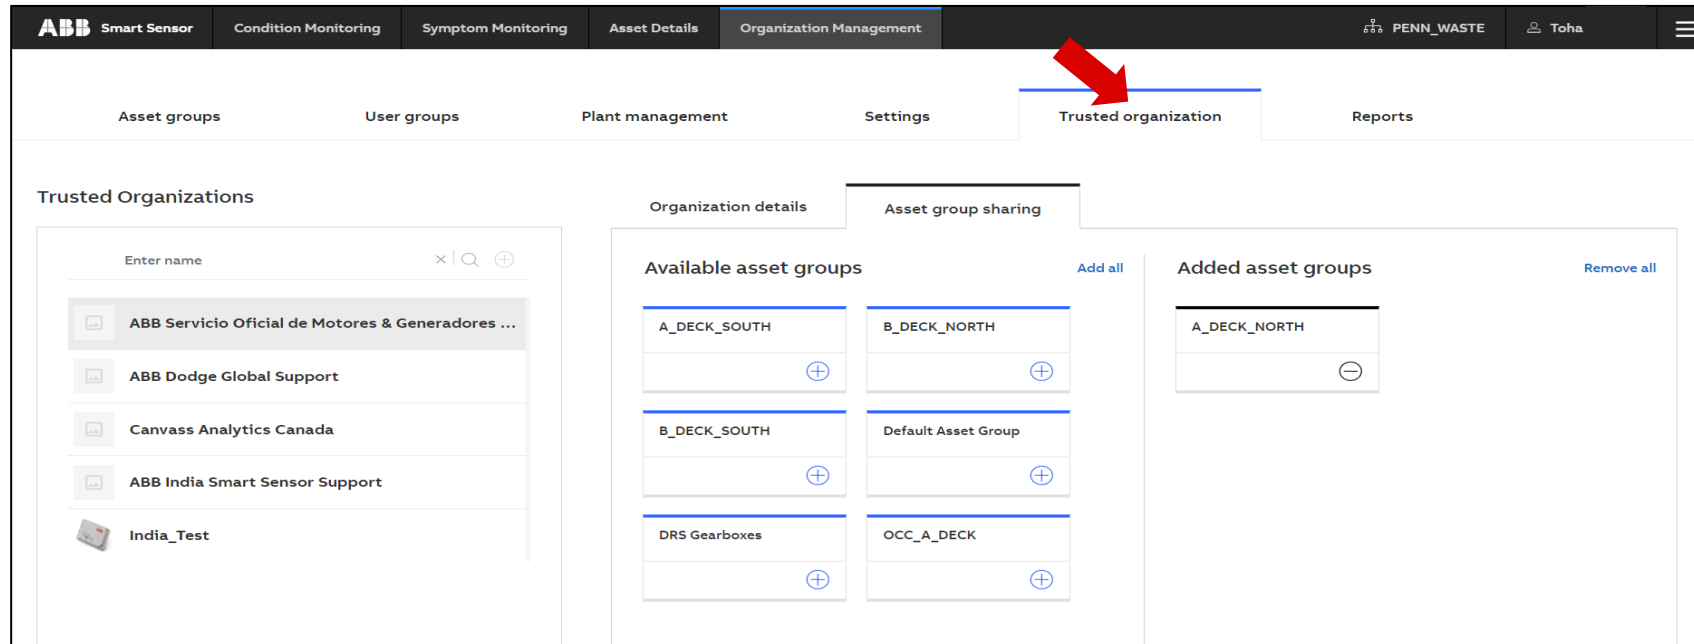 ABB Smart Sensor Condition Monitoring Symptom Monitoring Asset Details Organization Management PENN_WASTE Toha
Asset groups User groups Plant management Settings Trusted organization Reports
Trusted Organizations
Enter name
ABB Servicio Oficial de Motores & Generadores ...
ABB Dodge Global Support
Canvass Analytics Canada
ABB India Smart Sensor Support
India_Test
Organization details Asset group sharing
Available asset groups Add all
A_DECK_SOUTH B_DECK_NORTH
B_DECK_SOUTH Default Asset Group
DRS Gearboxes OCC_A_DECK
Added asset groups Remove all
A_DECK_NORTH